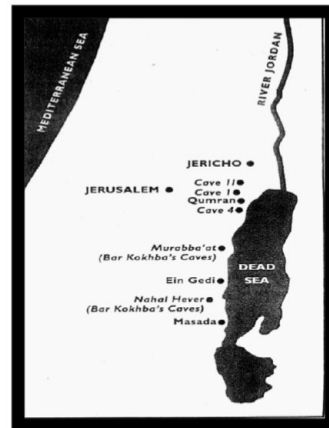 MEDITERRANEAN SEA
RIVER JORDAN
JERICHO
Cave 11
JERUSALEM
Cave 1
Qumran
Cave 4
Murabba'at
(Bar Kokhba's Caves)
DEAD
SEA
Ein Gedi
Nahal Hever
(Bar Kokhba's Caves)
Masada